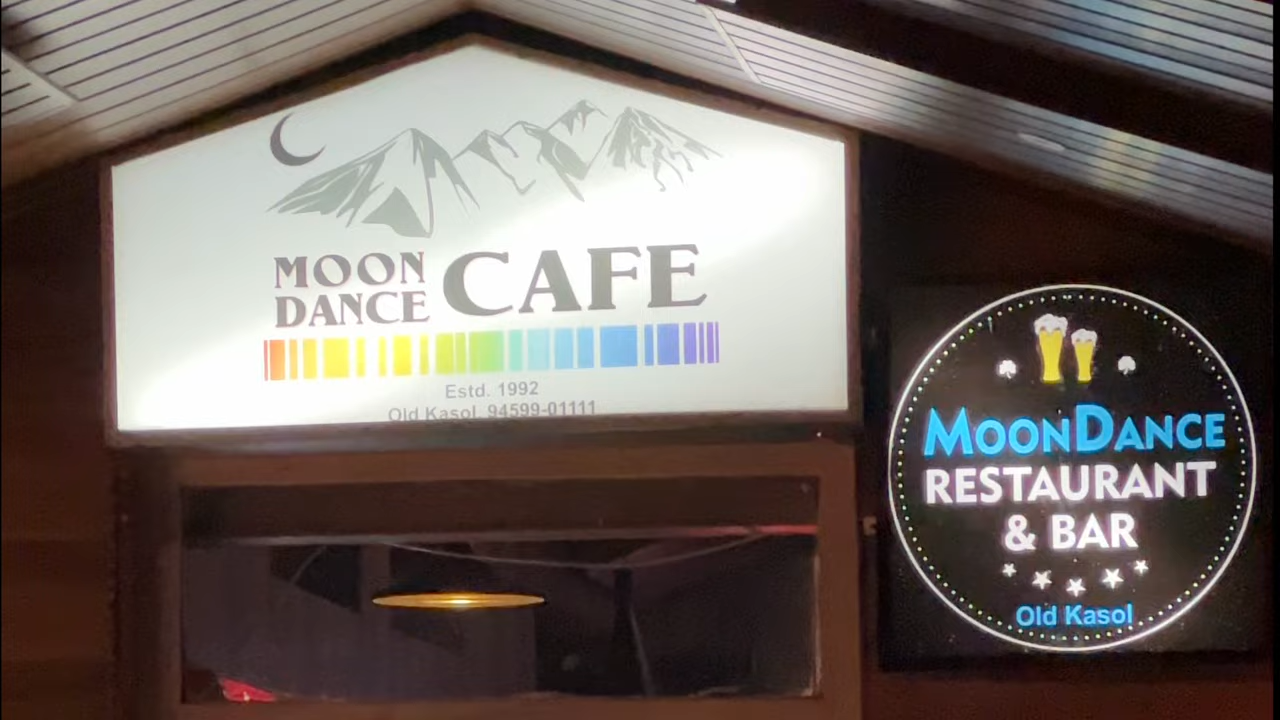 MOON
DANCE CAFE
Estd. 1992
Old Kasol, 94599-01111
MOONDANCE
RESTAURANT
& BAR
Old Kasol